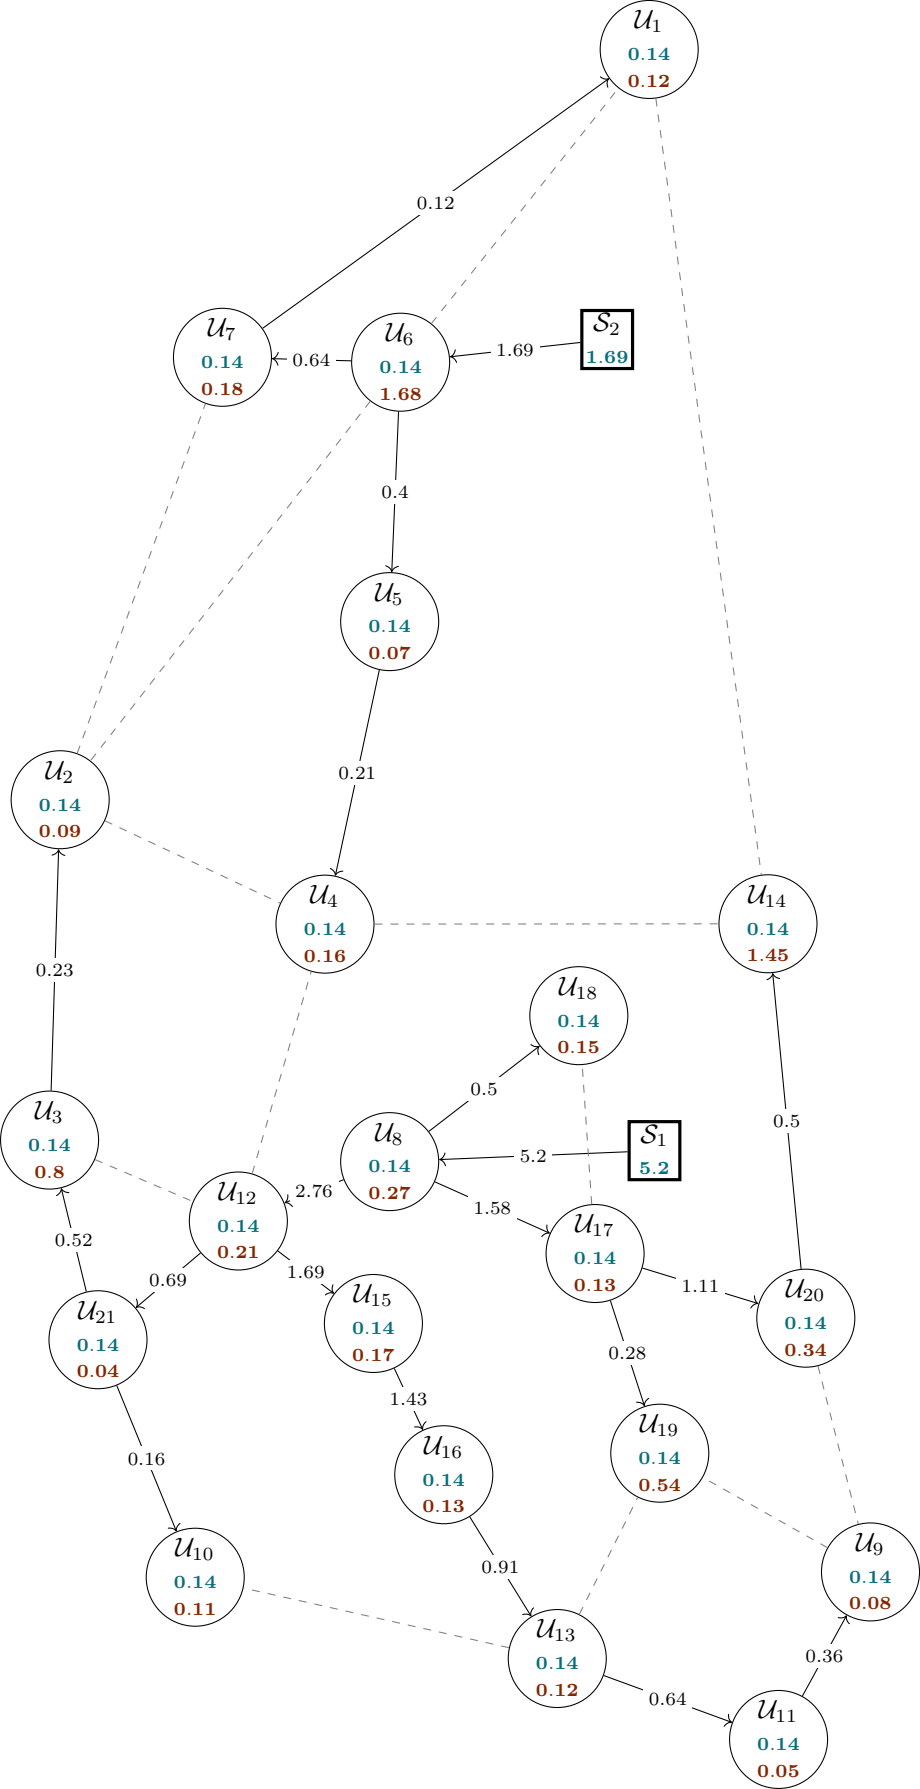 𝒰₁
0.14
0.12
0.12
𝒰₇
0.14
0.18
0.64
𝒰₆
0.14
1.68
1.69
𝒮₂
1.69
0.4
𝒰₅
0.14
0.07
0.21
𝒰₂
0.14
0.09
𝒰₄
0.14
0.16
𝒰₁₄
0.14
1.45
0.23
𝒰₁₈
0.14
0.15
0.5
0.5
𝒰₃
0.14
0.8
𝒰₈
0.14
0.27
5.2
𝒮₁
5.2
2.76
1.58
𝒰₁₂
0.14
0.21
𝒰₁₇
0.14
0.13
0.52
0.69
1.69
1.11
𝒰₂₀
0.14
0.34
𝒰₂₁
0.14
0.04
𝒰₁₅
0.14
0.17
0.28
1.43
𝒰₁₉
0.14
0.54
0.16
𝒰₁₆
0.14
0.13
𝒰₁₀
0.14
0.11
0.91
𝒰₉
0.14
0.08
𝒰₁₃
0.14
0.12
0.36
0.64
𝒰₁₁
0.14
0.05